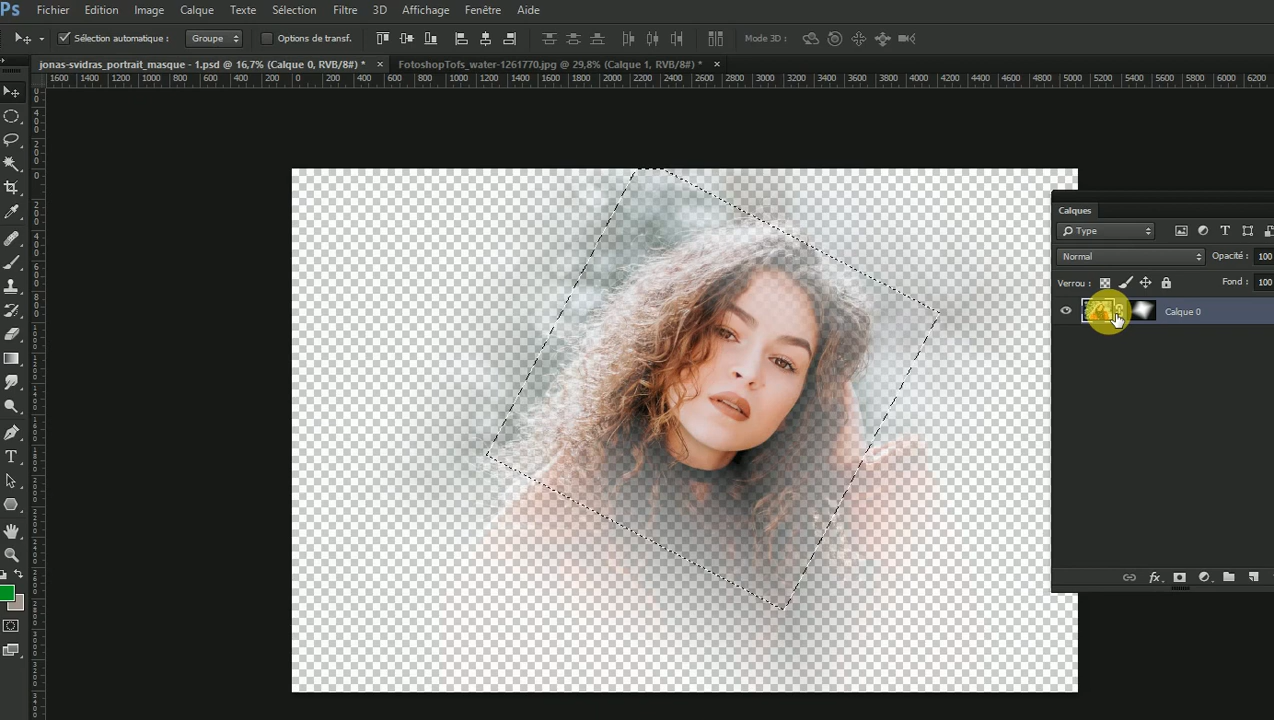 Ps Fichier Edition Image Calque Texte Sélection Filtre 3D Affichage Fenêtre Aide
Sélection automatique : Groupe Options de transf. Mode 3D :
jonas-svidras_portrait_masque - 1.psd @ 16,7% (Calque 0, RVB/8#) * × FotoshopTofs_water-1261770.jpg @ 29,8% (Calque 1, RVB/8#) * ×
1600 1400 1200 1000 800 600 400 200 0 200 400 600 800 1000 1200 1400 1600 1800 2000 2200 2400 2600 2800 3000 3200 3400 3600 3800 4000 4200 4400 4600 4800 5000 5200 5400 5600 5800 6000 6200
Calques
Type
Normal Opacité : 100
Verrou : Fond : 100
Calque 0
fx